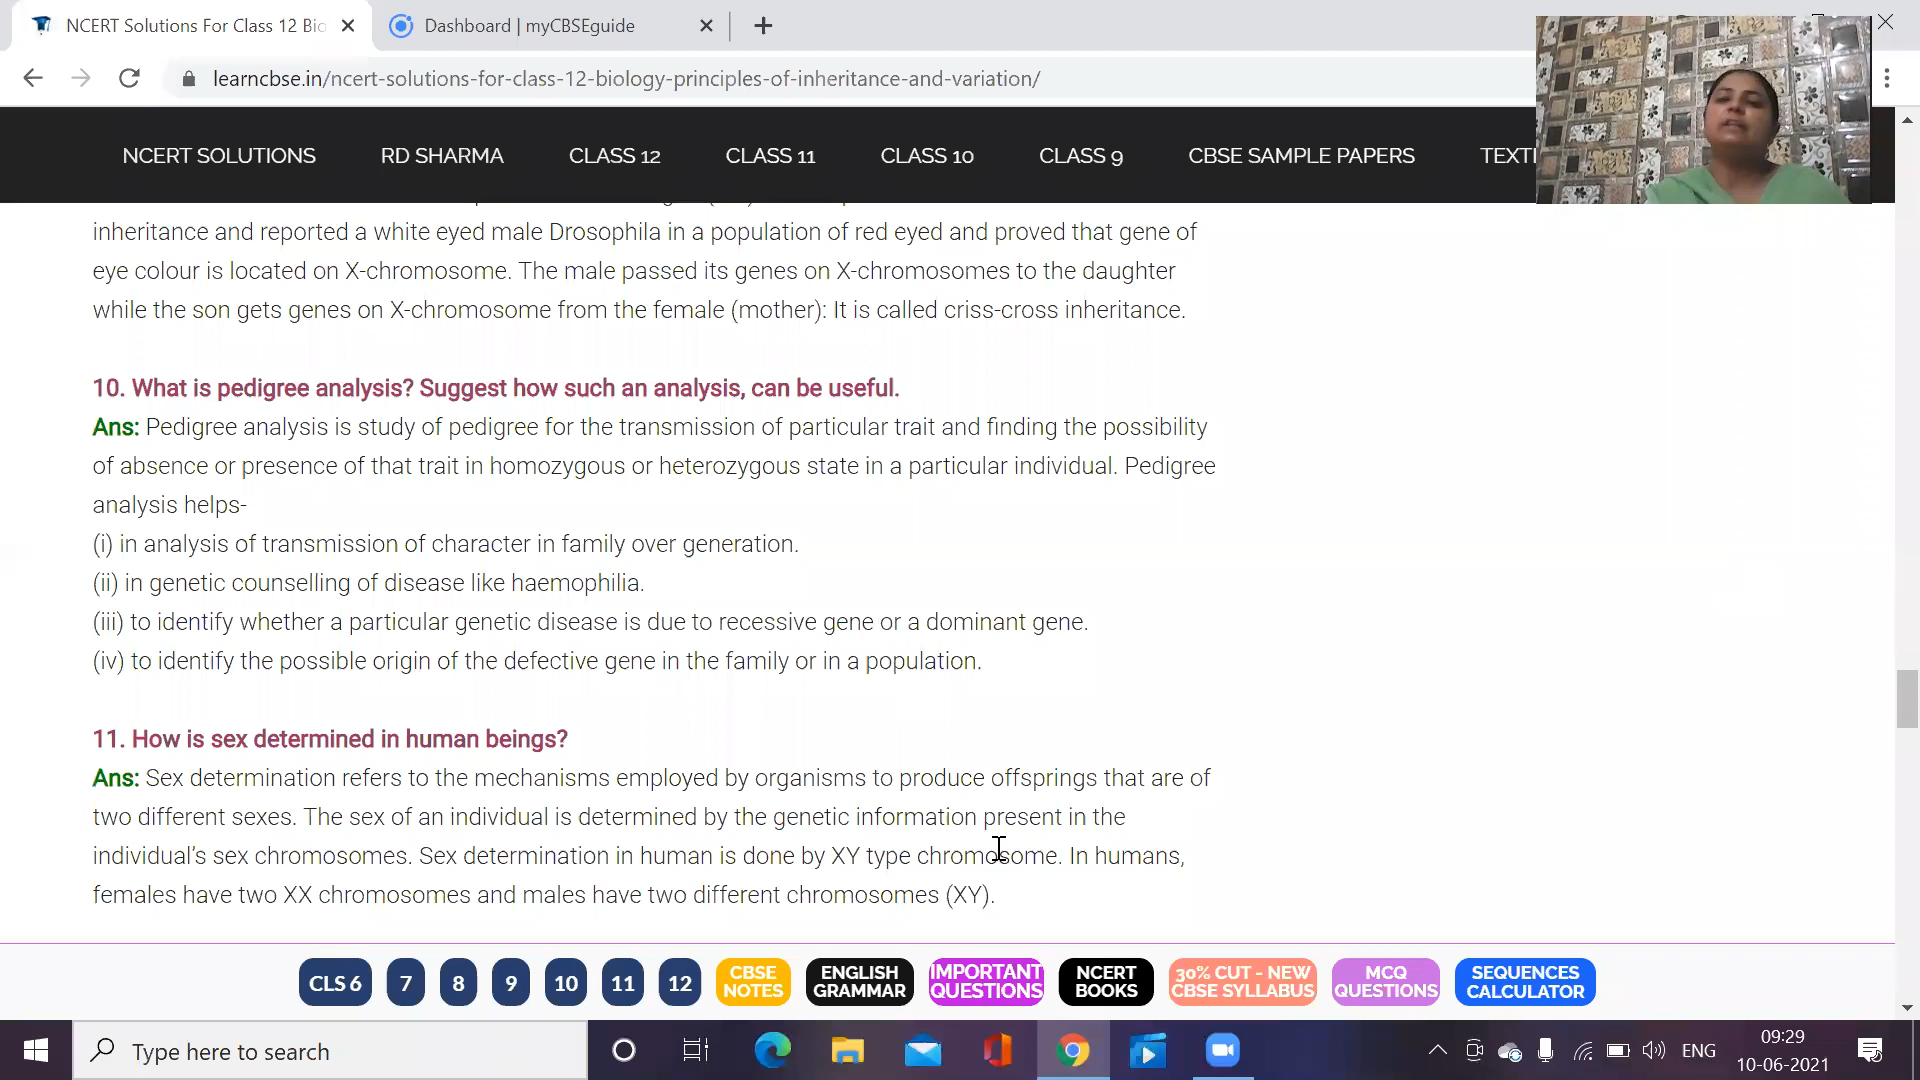 NCERT Solutions For Class 12 Bio
Dashboard | myCBSEguide
learncbse.in/ncert-solutions-for-class-12-biology-principles-of-inheritance-and-variation/
NCERT SOLUTIONS RD SHARMA CLASS 12 CLASS 11 CLASS 10 CLASS 9 CBSE SAMPLE PAPERS
inheritance and reported a white eyed male Drosophila in a population of red eyed and proved that gene of
eye colour is located on X-chromosome. The male passed its genes on X-chromosomes to the daughter
while the son gets genes on X-chromosome from the female (mother): It is called criss-cross inheritance.
10. What is pedigree analysis? Suggest how such an analysis, can be useful.
Ans: Pedigree analysis is study of pedigree for the transmission of particular trait and finding the possibility
of absence or presence of that trait in homozygous or heterozygous state in a particular individual. Pedigree
analysis helps-
(i) in analysis of transmission of character in family over generation.
(ii) in genetic counselling of disease like haemophilia.
(iii) to identify whether a particular genetic disease is due to recessive gene or a dominant gene.
(iv) to identify the possible origin of the defective gene in the family or in a population.
11. How is sex determined in human beings?
Ans: Sex determination refers to the mechanisms employed by organisms to produce offsprings that are of
two different sexes. The sex of an individual is determined by the genetic information present in the
individual's sex chromosomes. Sex determination in human is done by XY type chromosome. In humans,
females have two XX chromosomes and males have two different chromosomes (XY).
CLS 6 7 8 9 10 11 12
CBSE
NOTES
ENGLISH
GRAMMAR
IMPORTANT
QUESTIONS
NCERT
BOOKS
30% CUT - NEW
CBSE SYLLABUS
MCQ
QUESTIONS
SEQUENCES
CALCULATOR
Type here to search
ENG
09:29
10-06-2021